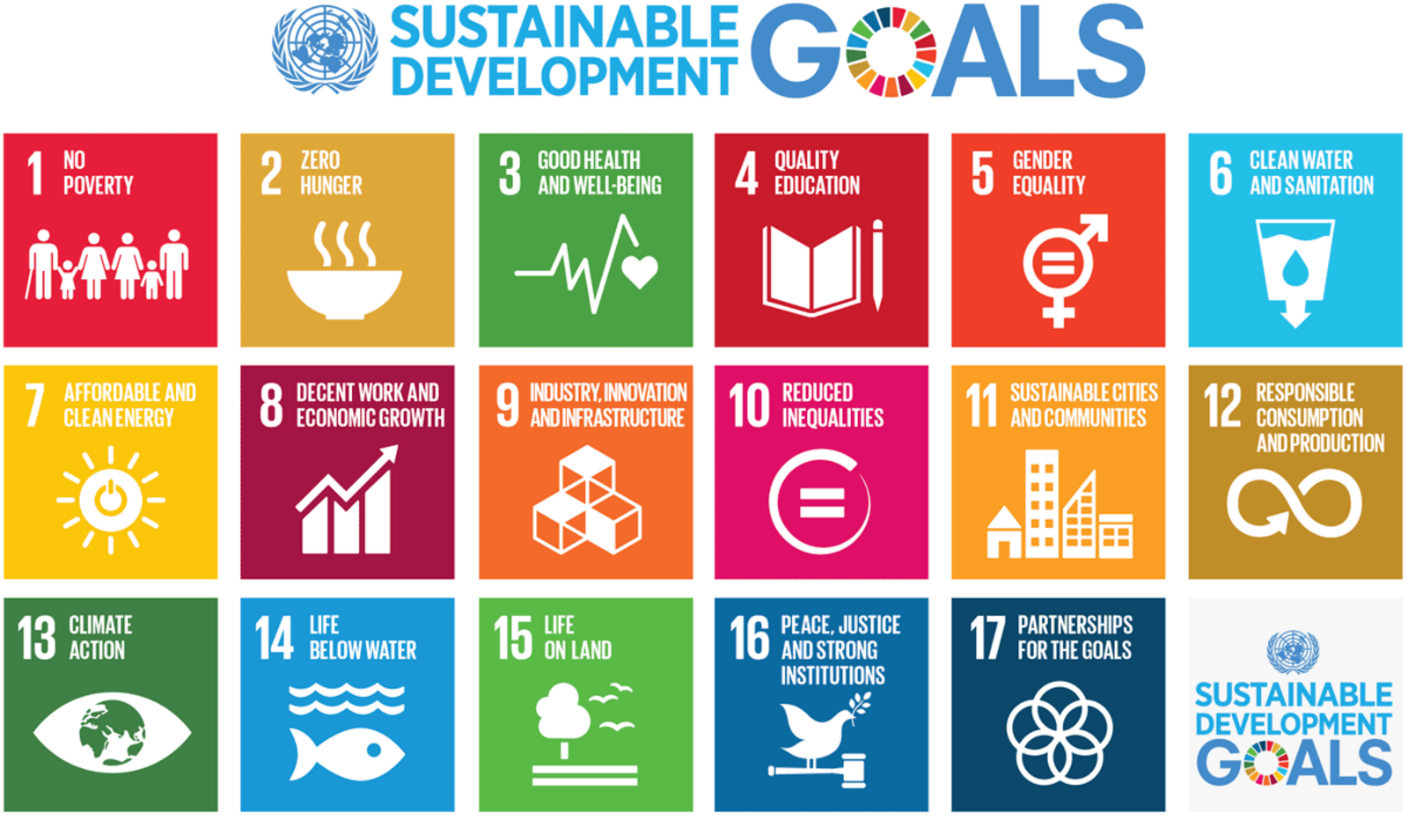 SUSTAINABLE
DEVELOPMENT
GOALS
1 NO
POVERTY
2 ZERO
HUNGER
3 GOOD HEALTH
AND WELL-BEING
4 QUALITY
EDUCATION
5 GENDER
EQUALITY
6 CLEAN WATER
AND SANITATION
7 AFFORDABLE AND
CLEAN ENERGY
8 DECENT WORK AND
ECONOMIC GROWTH
9 INDUSTRY, INNOVATION
AND INFRASTRUCTURE
10 REDUCED
INEQUALITIES
11 SUSTAINABLE CITIES
AND COMMUNITIES
12 RESPONSIBLE
CONSUMPTION
AND PRODUCTION
13 CLIMATE
ACTION
14 LIFE
BELOW WATER
15 LIFE
ON LAND
16 PEACE, JUSTICE
AND STRONG
INSTITUTIONS
17 PARTNERSHIPS
FOR THE GOALS
SUSTAINABLE
DEVELOPMENT
GOALS